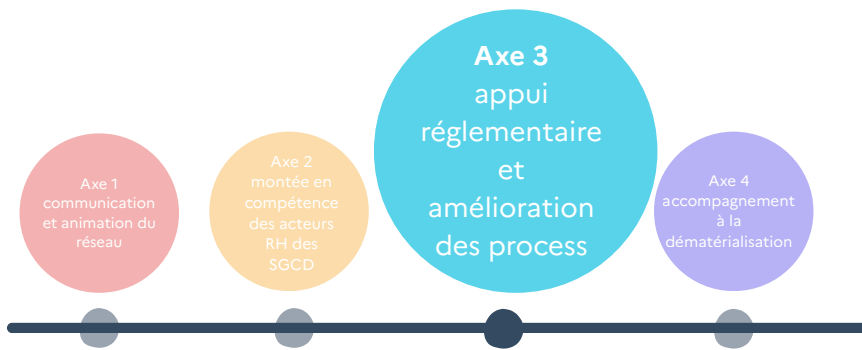 Axe 1
communication
et animation du
réseau
Axe 2
montée en
compétence
des acteurs
RH des
SGCD
Axe 3
appui
réglementaire
et
amélioration
des process
Axe 4
accompagnement
à la
dématérialisation